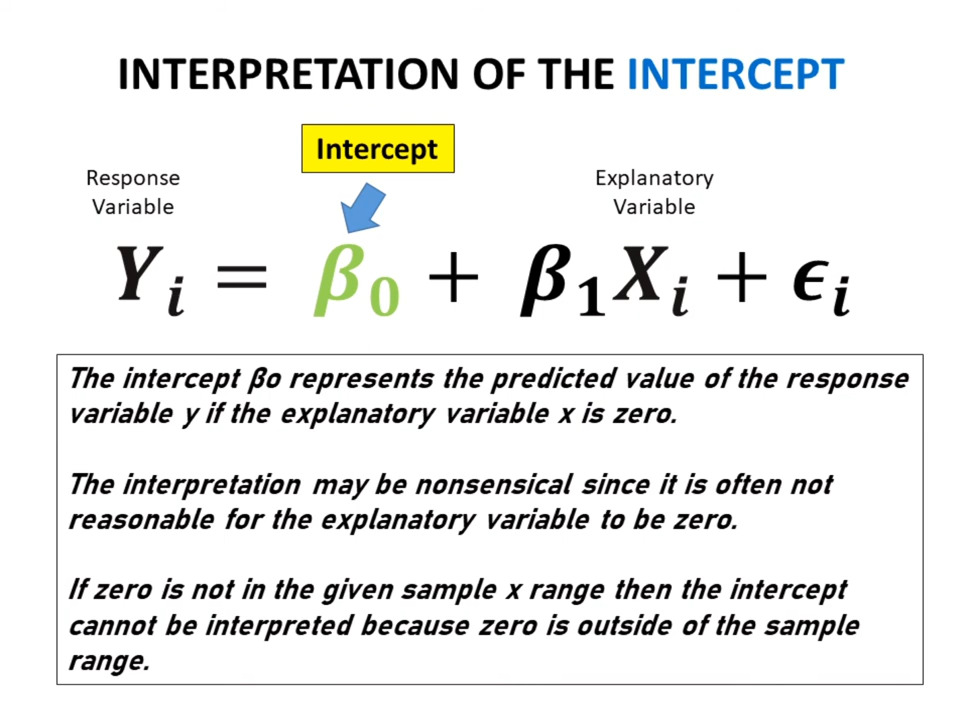 INTERPRETATION OF THE INTERCEPT
Intercept
Response
Variable
Explanatory
Variable
Yᵢ = β₀ + β₁Xᵢ + ϵᵢ
The intercept βo represents the predicted value of the response
variable y if the explanatory variable x is zero.
The interpretation may be nonsensical since it is often not
reasonable for the explanatory variable to be zero.
If zero is not in the given sample x range then the intercept
cannot be interpreted because zero is outside of the sample
range.